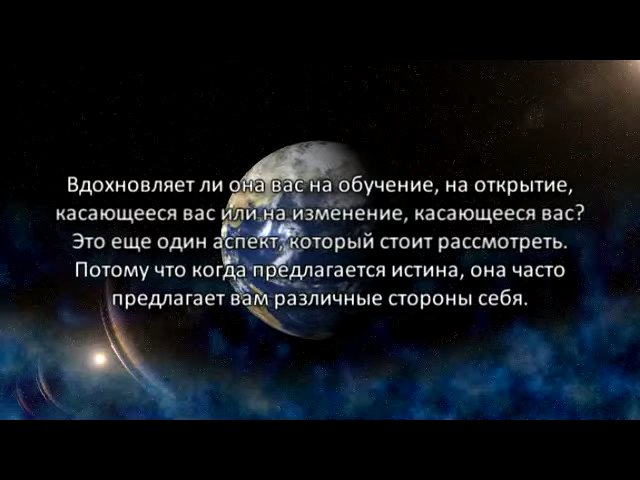 Вдохновляет ли она вас на обучение, на открытие,
касающееся вас или на изменение, касающееся вас?
Это еще один аспект, который стоит рассмотреть.
Потому что когда предлагается истина, она часто
предлагает вам различные стороны себя.